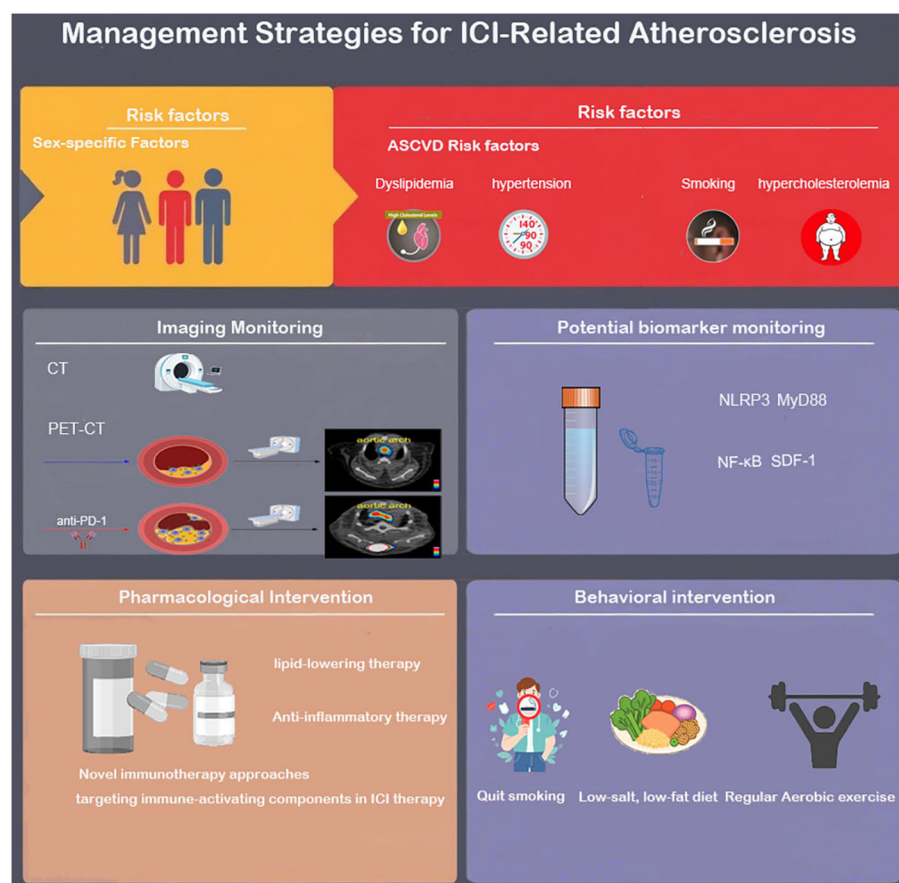 Management Strategies for ICI-Related Atherosclerosis
Risk factors
Sex-specific Factors
Risk factors
ASCVD Risk factors
Dyslipidemia
hypertension
Smoking
hypercholesterolemia
High Cholesterol Levels
140
90
90
Imaging Monitoring
CT
PET-CT
aortic arch
anti-PD-1
aortic arch
Potential biomarker monitoring
NLRP3 MyD88
NF-κB SDF-1
Pharmacological Intervention
lipid-lowering therapy
Anti-inflammatory therapy
Novel immunotherapy approaches
targeting immune-activating components in ICI therapy
Behavioral intervention
Quit smoking
Low-salt, low-fat diet
Regular Aerobic exercise